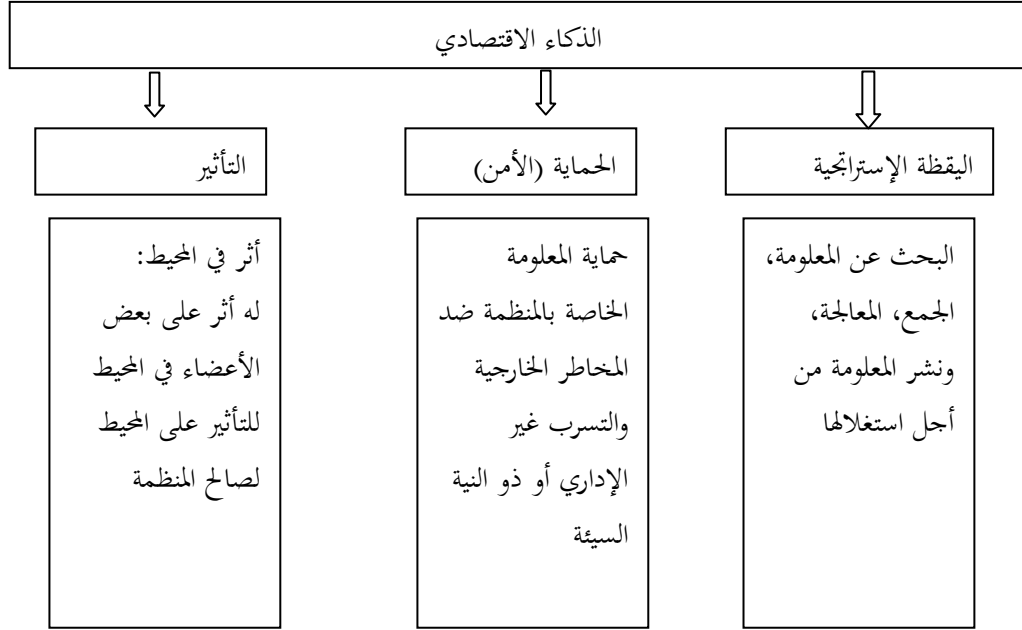 الذكاء الاقتصادي
اليقظة الإستراتجية
الحماية (الأمن)
التأثير
البحث عن المعلومة،
الجمع، المعالجة،
ونشر المعلومة من
أجل استغلالها
حماية المعلومة
الخاصة بالمنظمة ضد
المخاطر الخارجية
والتسرب غير
الإداري أو ذو النية
السيئة
أثر في المحيط:
له أثر على بعض
الأعضاء في المحيط
للتأثير على المحيط
لصالح المنظمة